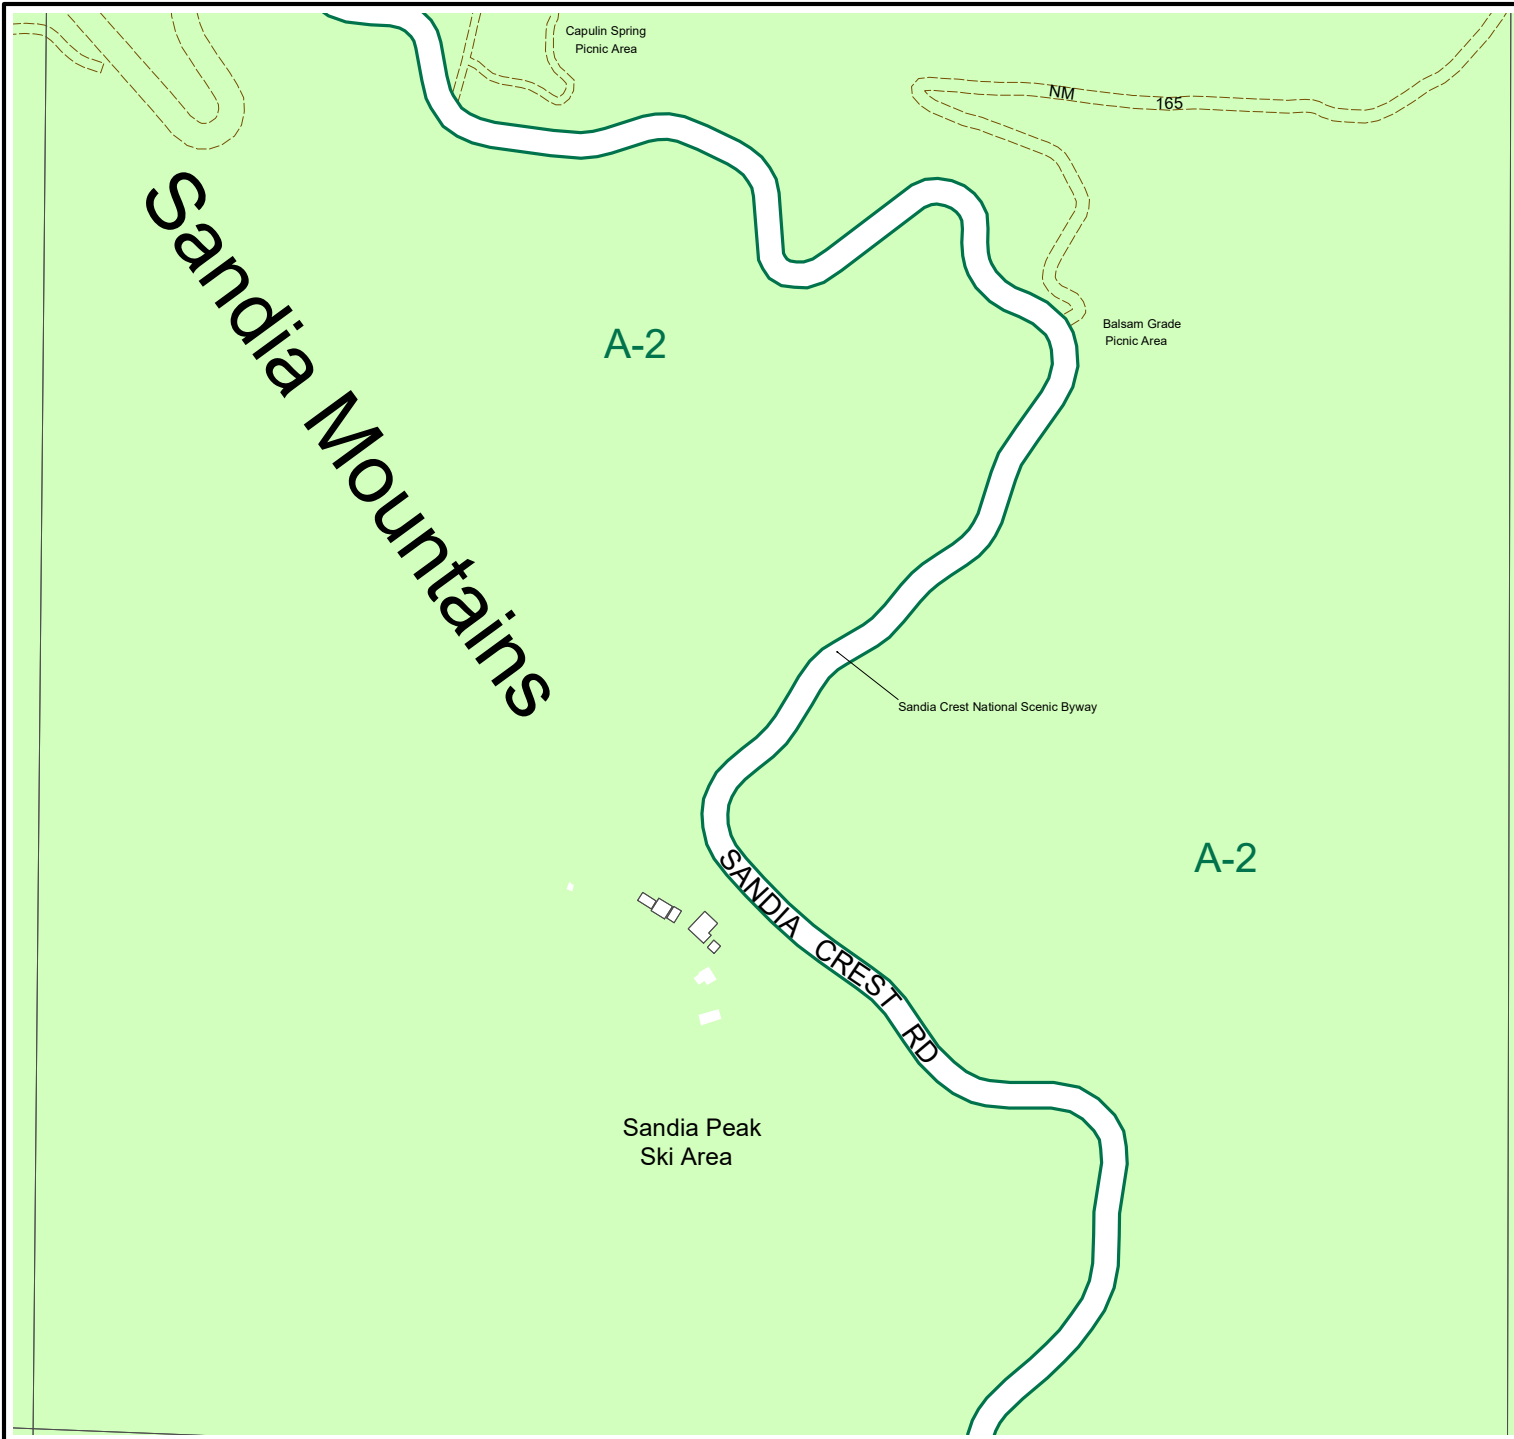 Capulin Spring
Picnic Area
NM 165
Sandia Mountains
A-2
Balsam Grade
Picnic Area
Sandia Crest National Scenic Byway
A-2
SANDIA CREST RD
Sandia Peak
Ski Area